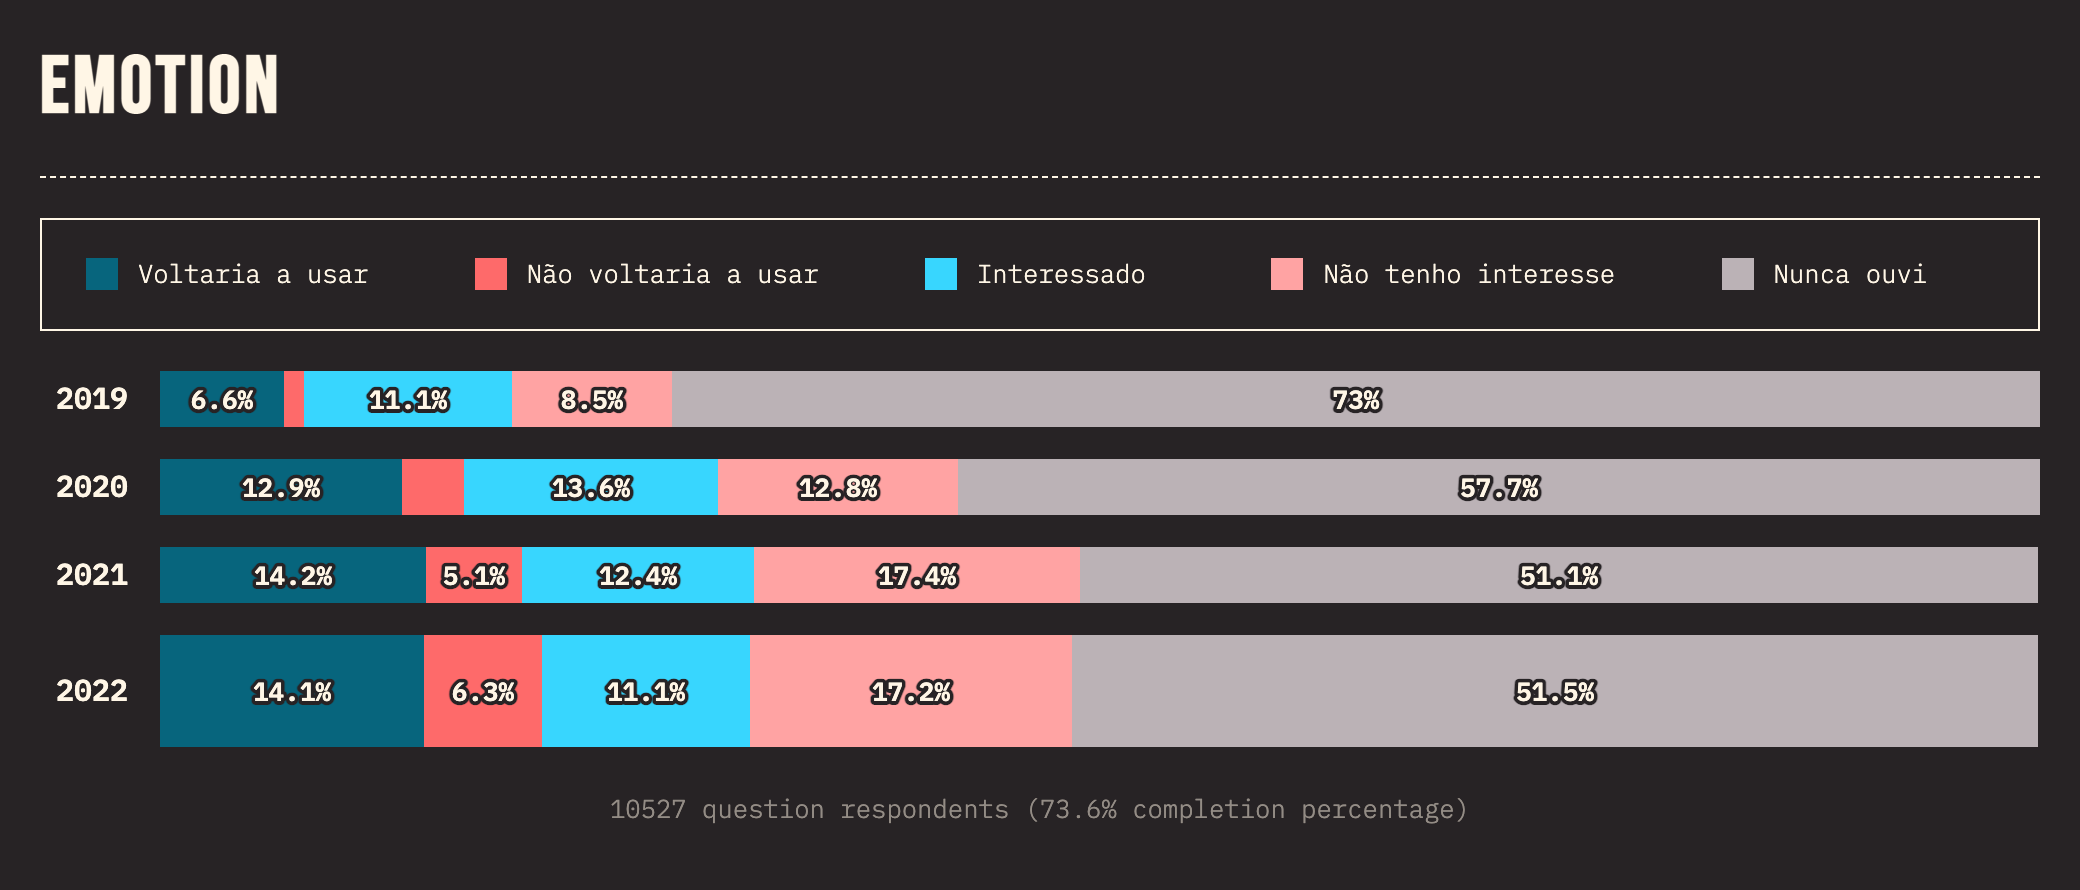 EMOTION
Voltaria a usar Não voltaria a usar Interessado Não tenho interesse Nunca ouvi
2019 6.6% 11.1% 8.5% 73%
2020 12.9% 13.6% 12.8% 57.7%
2021 14.2% 5.1% 12.4% 17.4% 51.1%
2022 14.1% 6.3% 11.1% 17.2% 51.5%
10527 question respondents (73.6% completion percentage)